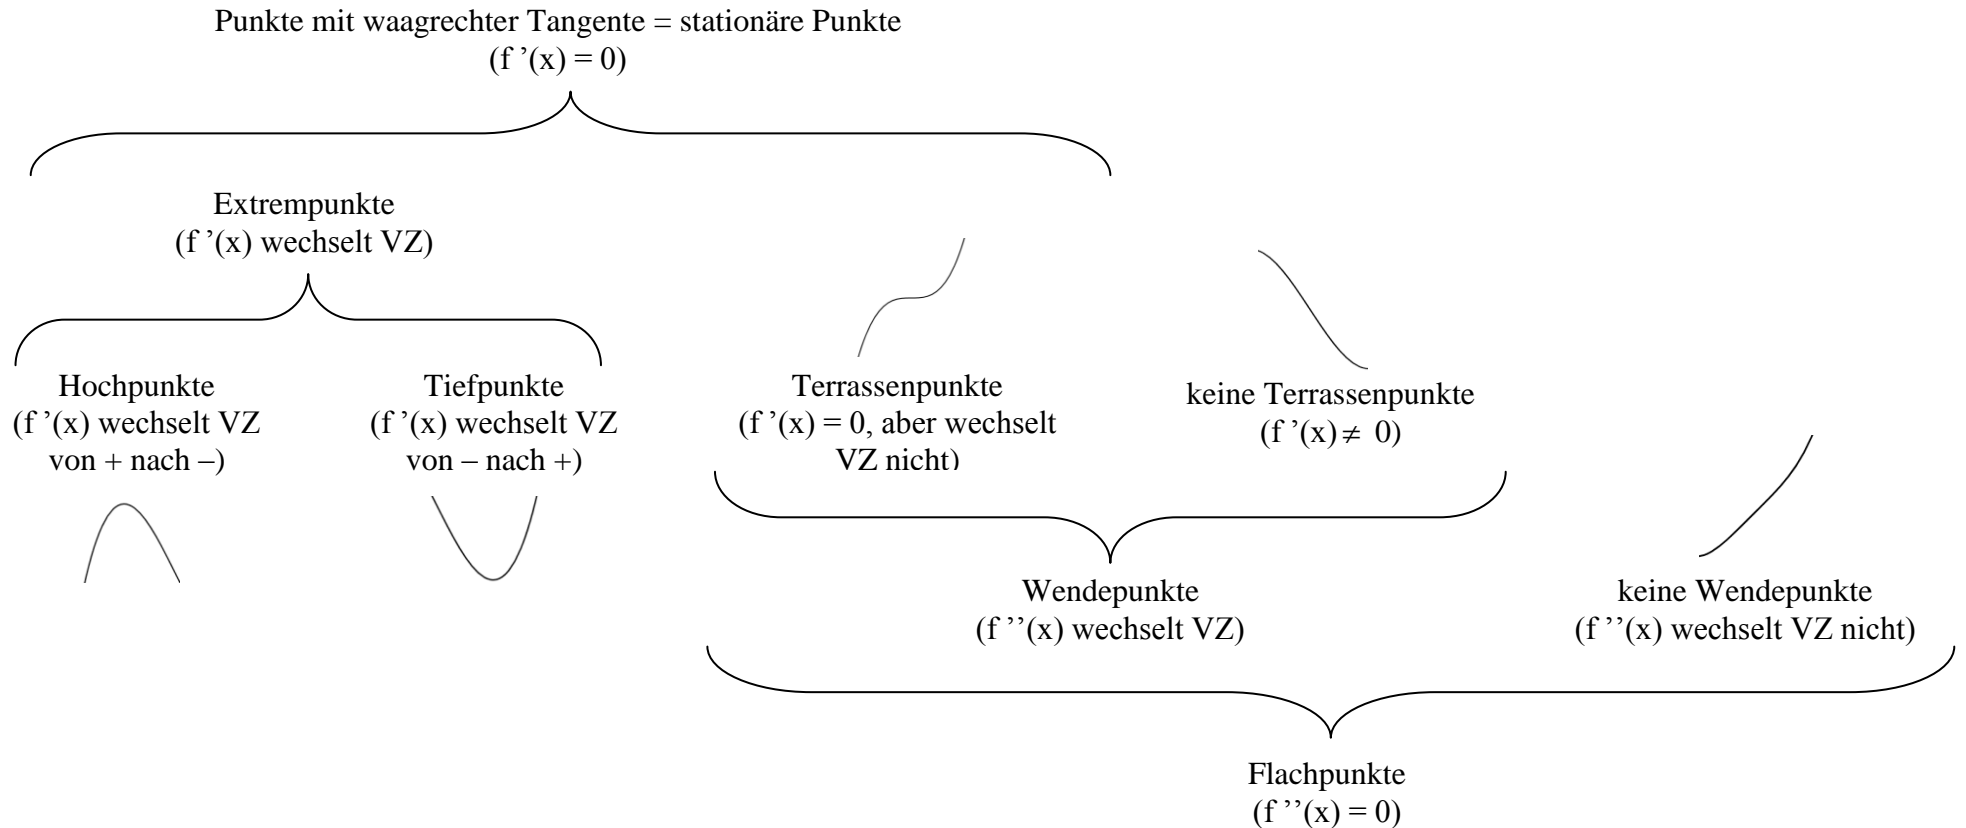 Punkte mit waagrechter Tangente = stationäre Punkte
(f ’(x) = 0)
Extrempunkte
(f ’(x) wechselt VZ)
Hochpunkte
(f ’(x) wechselt VZ
von + nach –)
Tiefpunkte
(f ’(x) wechselt VZ
von – nach +)
Terrassenpunkte
(f ’(x) = 0, aber wechselt
VZ nicht)
keine Terrassenpunkte
(f ’(x) ≠ 0)
Wendepunkte
(f ’’(x) wechselt VZ)
keine Wendepunkte
(f ’’(x) wechselt VZ nicht)
Flachpunkte
(f ’’(x) = 0)